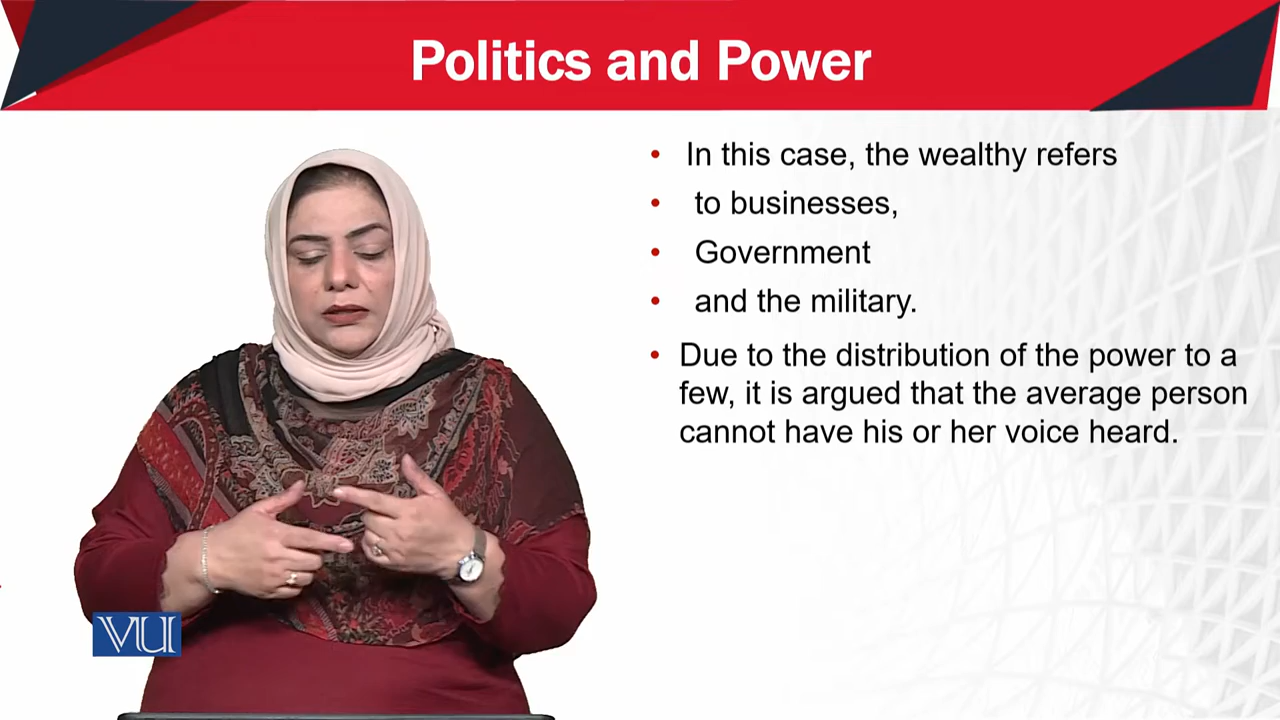 Politics and Power
• In this case, the wealthy refers
• to businesses,
• Government
• and the military.
• Due to the distribution of the power to a
few, it is argued that the average person
cannot have his or her voice heard.
VU